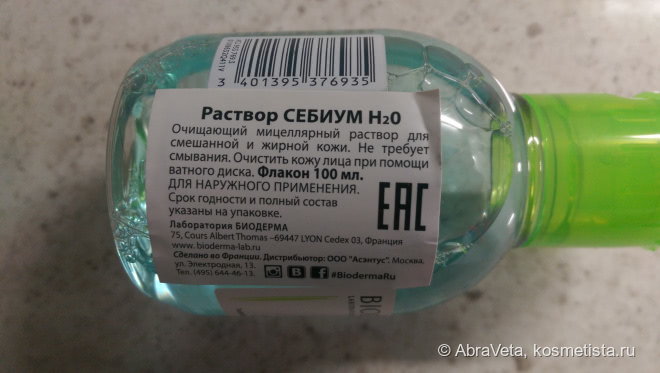 3 401395 376935
Раствор СЕБИУМ H₂0
Очищающий мицеллярный раствор для
смешанной и жирной кожи. Не требует
смывания. Очистить кожу лица при помощи
ватного диска. Флакон 100 мл.
ДЛЯ НАРУЖНОГО ПРИМЕНЕНИЯ.
Срок годности и полный состав
указаны на упаковке.
EAC
Лаборатория БИОДЕРМА
75, Cours Albert Thomas –69447 LYON Cedex 03, Франция
www.bioderma-lab.ru
Сделано во Франции. Дистрибьютор: ООО "Асэнтус". Москва,
ул. Электродная, 13.
Тел. (495) 644-46-13.
#BiodermaRu
BIO
© AbraVeta, kosmetista.ru